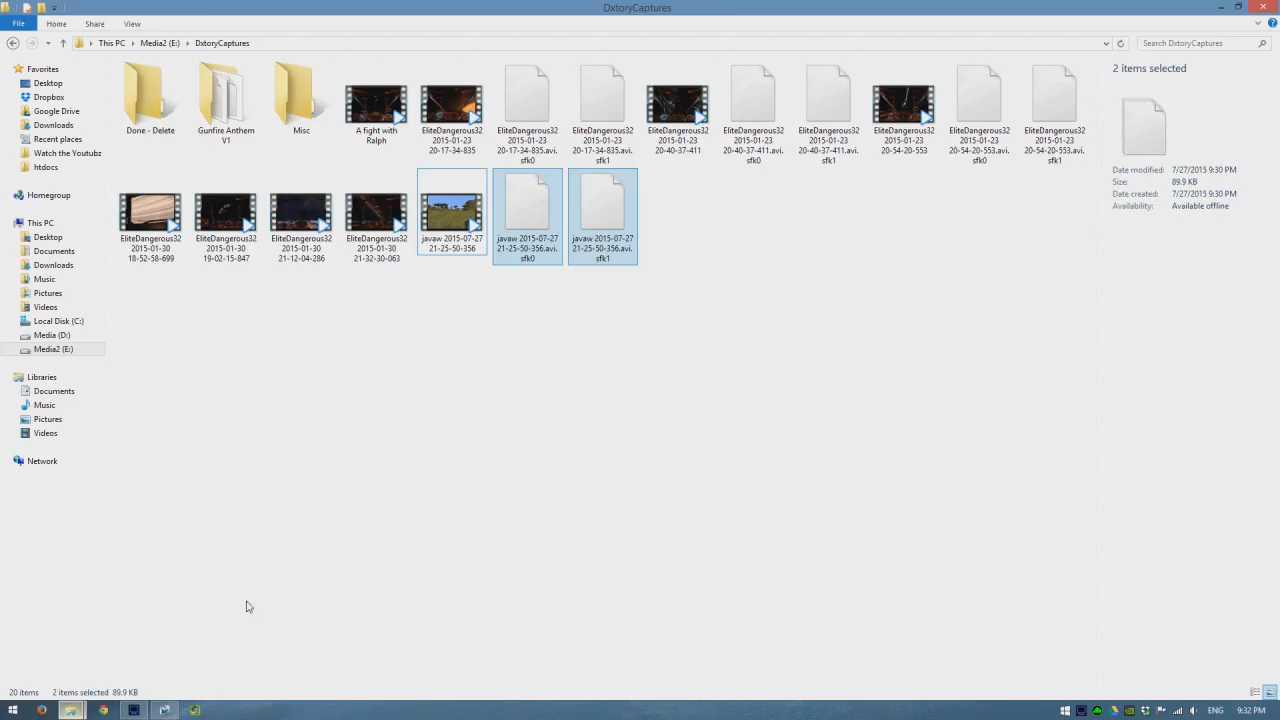 DxtoryCaptures
File Home Share View
This PC Media2 (E:) DxtoryCaptures
Search DxtoryCaptures
Favorites
Desktop
Dropbox
Google Drive
Downloads
Recent places
Watch the Youtubz
htdocs
Homegroup
This PC
Desktop
Documents
Downloads
Music
Pictures
Videos
Local Disk (C:)
Media (D:)
Media2 (E:)
Libraries
Documents
Music
Pictures
Videos
Network
Done - Delete
Gunfire Anthem
V1
Misc
A fight with
Ralph
EliteDangerous32
2015-01-23
20-17-34-835
EliteDangerous32
2015-01-23
20-17-34-835.avi.
sfk0
EliteDangerous32
2015-01-23
20-17-34-835.avi.
sfk1
EliteDangerous32
2015-01-23
20-40-37-411
EliteDangerous32
2015-01-23
20-40-37-411.avi.
sfk0
EliteDangerous32
2015-01-23
20-40-37-411.avi.
sfk1
EliteDangerous32
2015-01-23
20-54-20-553
EliteDangerous32
2015-01-23
20-54-20-553.avi.
sfk0
EliteDangerous32
2015-01-23
20-54-20-553.avi.
sfk1
EliteDangerous32
2015-01-30
18-52-58-699
EliteDangerous32
2015-01-30
19-02-15-847
EliteDangerous32
2015-01-30
21-12-04-286
EliteDangerous32
2015-01-30
21-32-30-063
javaw 2015-07-27
21-25-50-356
javaw 2015-07-27
21-25-50-356.avi.
sfk0
javaw 2015-07-27
21-25-50-356.avi.
sfk1
2 items selected
Date modified: 7/27/2015 9:30 PM
Size: 89.9 KB
Date created: 7/27/2015 9:30 PM
Availability: Available offline
20 items 2 items selected 89.9 KB
ENG 9:32 PM